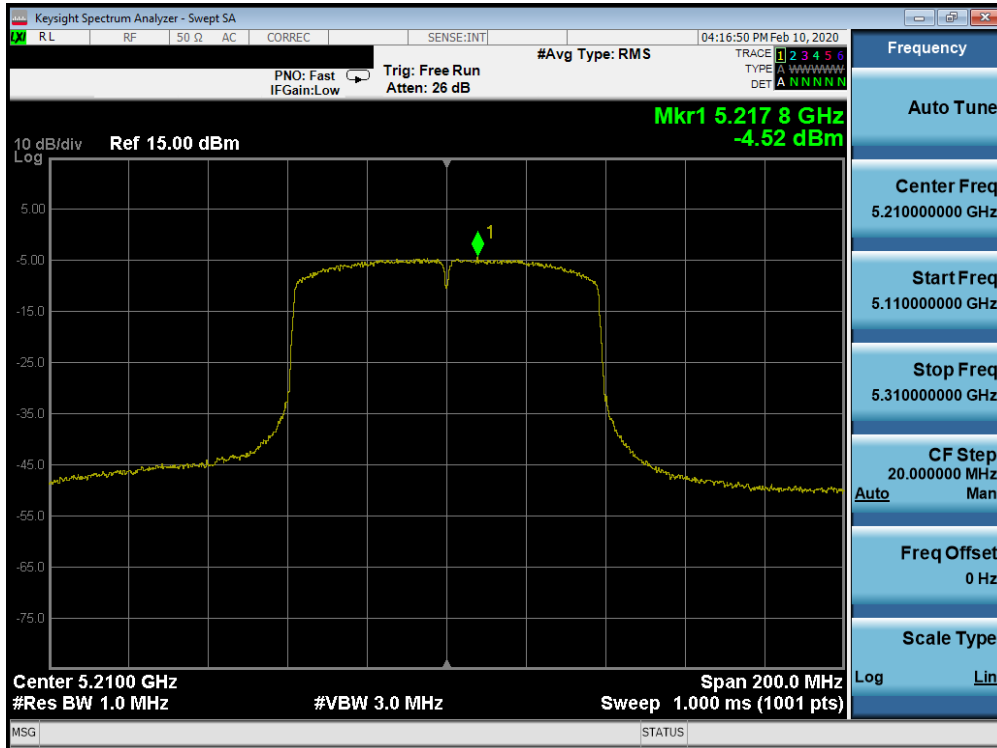 Keysight Spectrum Analyzer - Swept SA
LXI RL RF 50 Ω AC CORREC SENSE:INT 04:16:50 PM Feb 10, 2020
PNO: Fast
IFGain:Low
Trig: Free Run
Atten: 26 dB
#Avg Type: RMS
TRACE 1 2 3 4 5 6
TYPE A WWWWW
DET A N N N N N
Mkr1 5.217 8 GHz
-4.52 dBm
10 dB/div Ref 15.00 dBm
Log
5.00
-5.00
-15.0
-25.0
-35.0
-45.0
-55.0
-65.0
-75.0
1
Center 5.2100 GHz Span 200.0 MHz
#Res BW 1.0 MHz #VBW 3.0 MHz Sweep 1.000 ms (1001 pts)
MSG STATUS
Frequency
Auto Tune
Center Freq
5.210000000 GHz
Start Freq
5.110000000 GHz
Stop Freq
5.310000000 GHz
CF Step
20.000000 MHz
Auto Man
Freq Offset
0 Hz
Scale Type
Log Lin